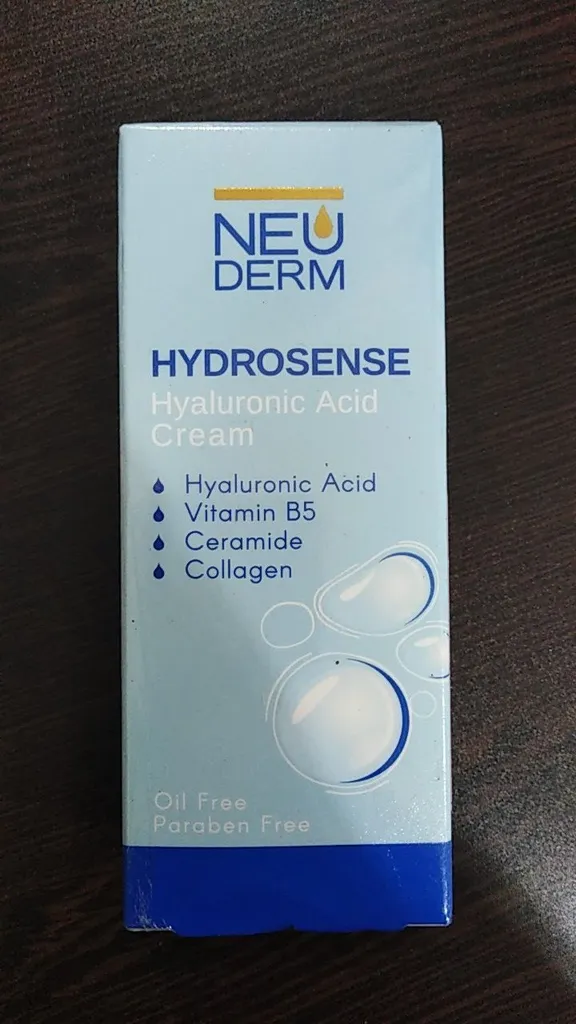 NEU
DERM
HYDROSENSE
Hyaluronic Acid
Cream
Hyaluronic Acid
Vitamin B5
Ceramide
Collagen
Oil Free
Paraben Free